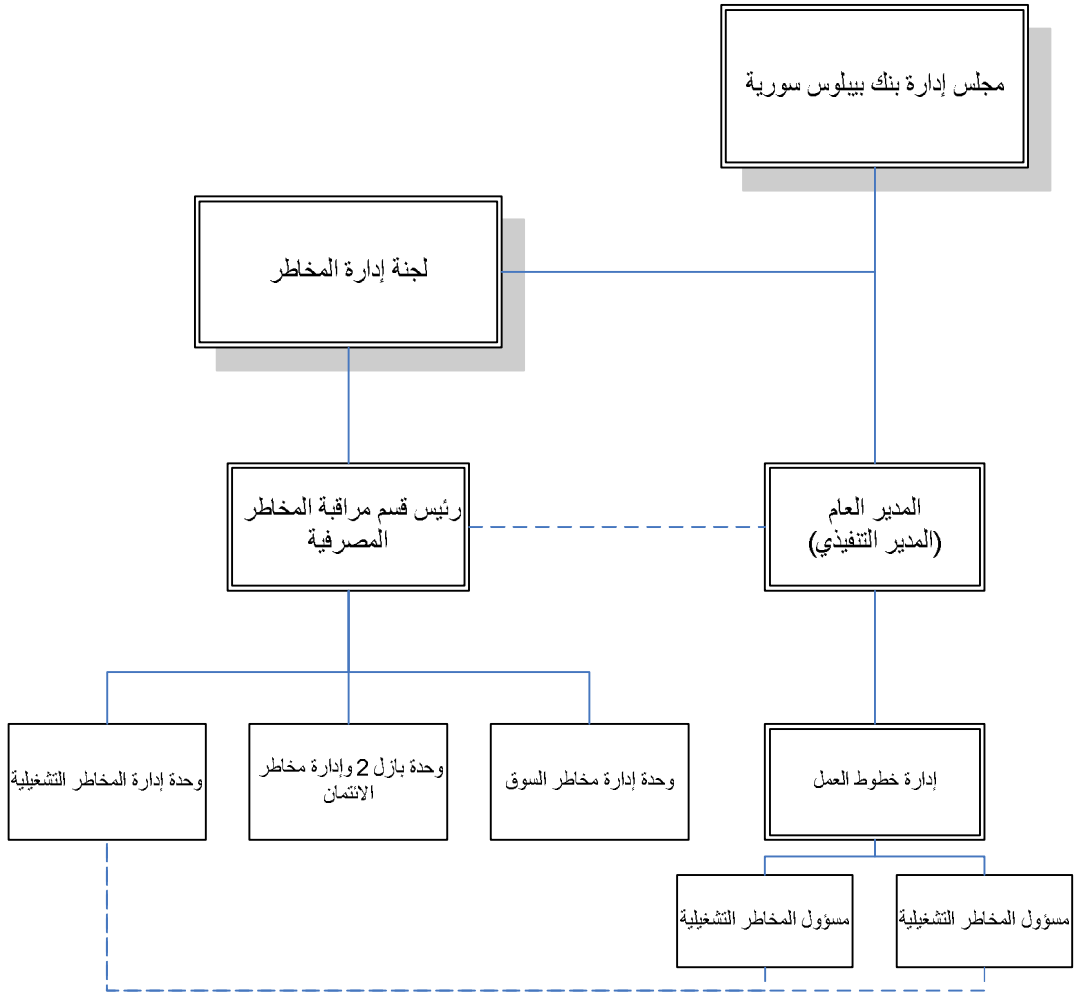 مجلس إدارة بنك بيبلوس سورية
لجنة إدارة المخاطر
المدير العام
(المدير التنفيذي)
رئيس قسم مراقبة المخاطر
المصرفية
إدارة خطوط العمل
وحدة إدارة مخاطر السوق
وحدة بازل 2 وإدارة مخاطر
الائتمان
وحدة إدارة المخاطر التشغيلية
مسؤول المخاطر التشغيلية
مسؤول المخاطر التشغيلية